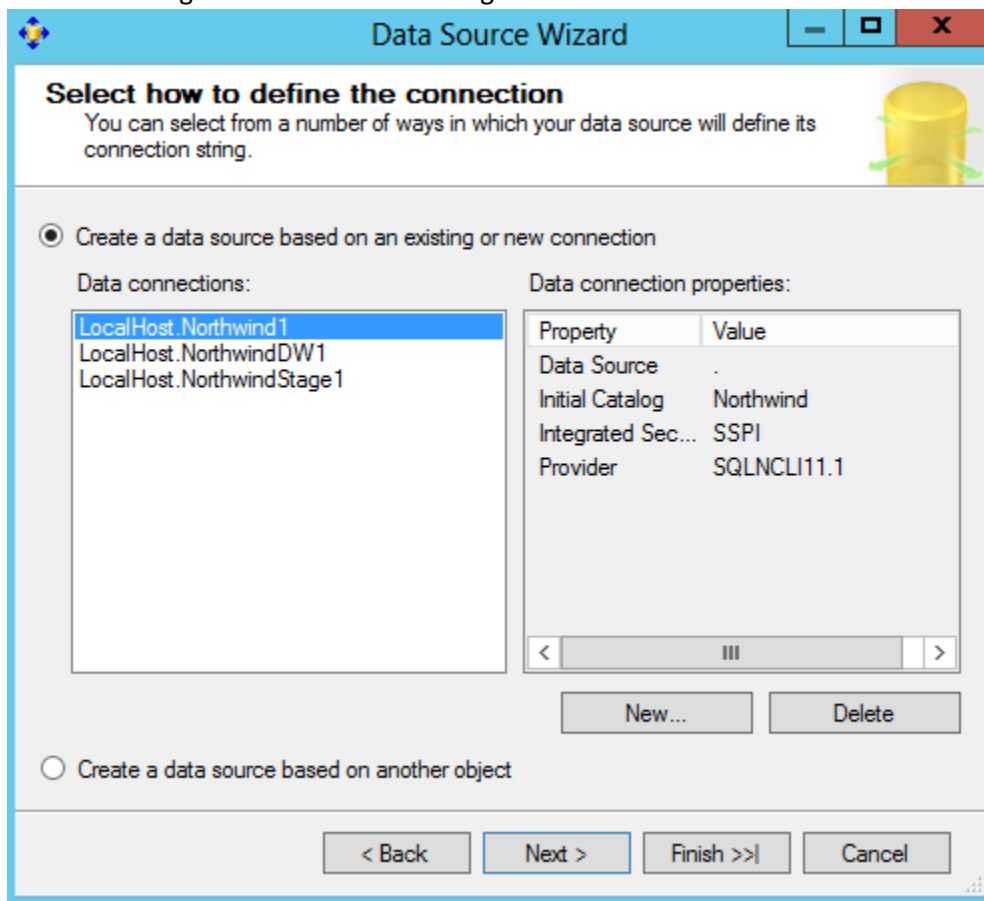 Data Source Wizard
Select how to define the connection
You can select from a number of ways in which your data source will define its
connection string.
Create a data source based on an existing or new connection
Data connections:
Data connection properties:
LocalHost.Northwind1
LocalHost.NorthwindDW1
LocalHost.NorthwindStage1
Property Value
Data Source .
Initial Catalog Northwind
Integrated Sec... SSPI
Provider SQLNCLI11.1
New... Delete
Create a data source based on another object
< Back Next > Finish >>| Cancel